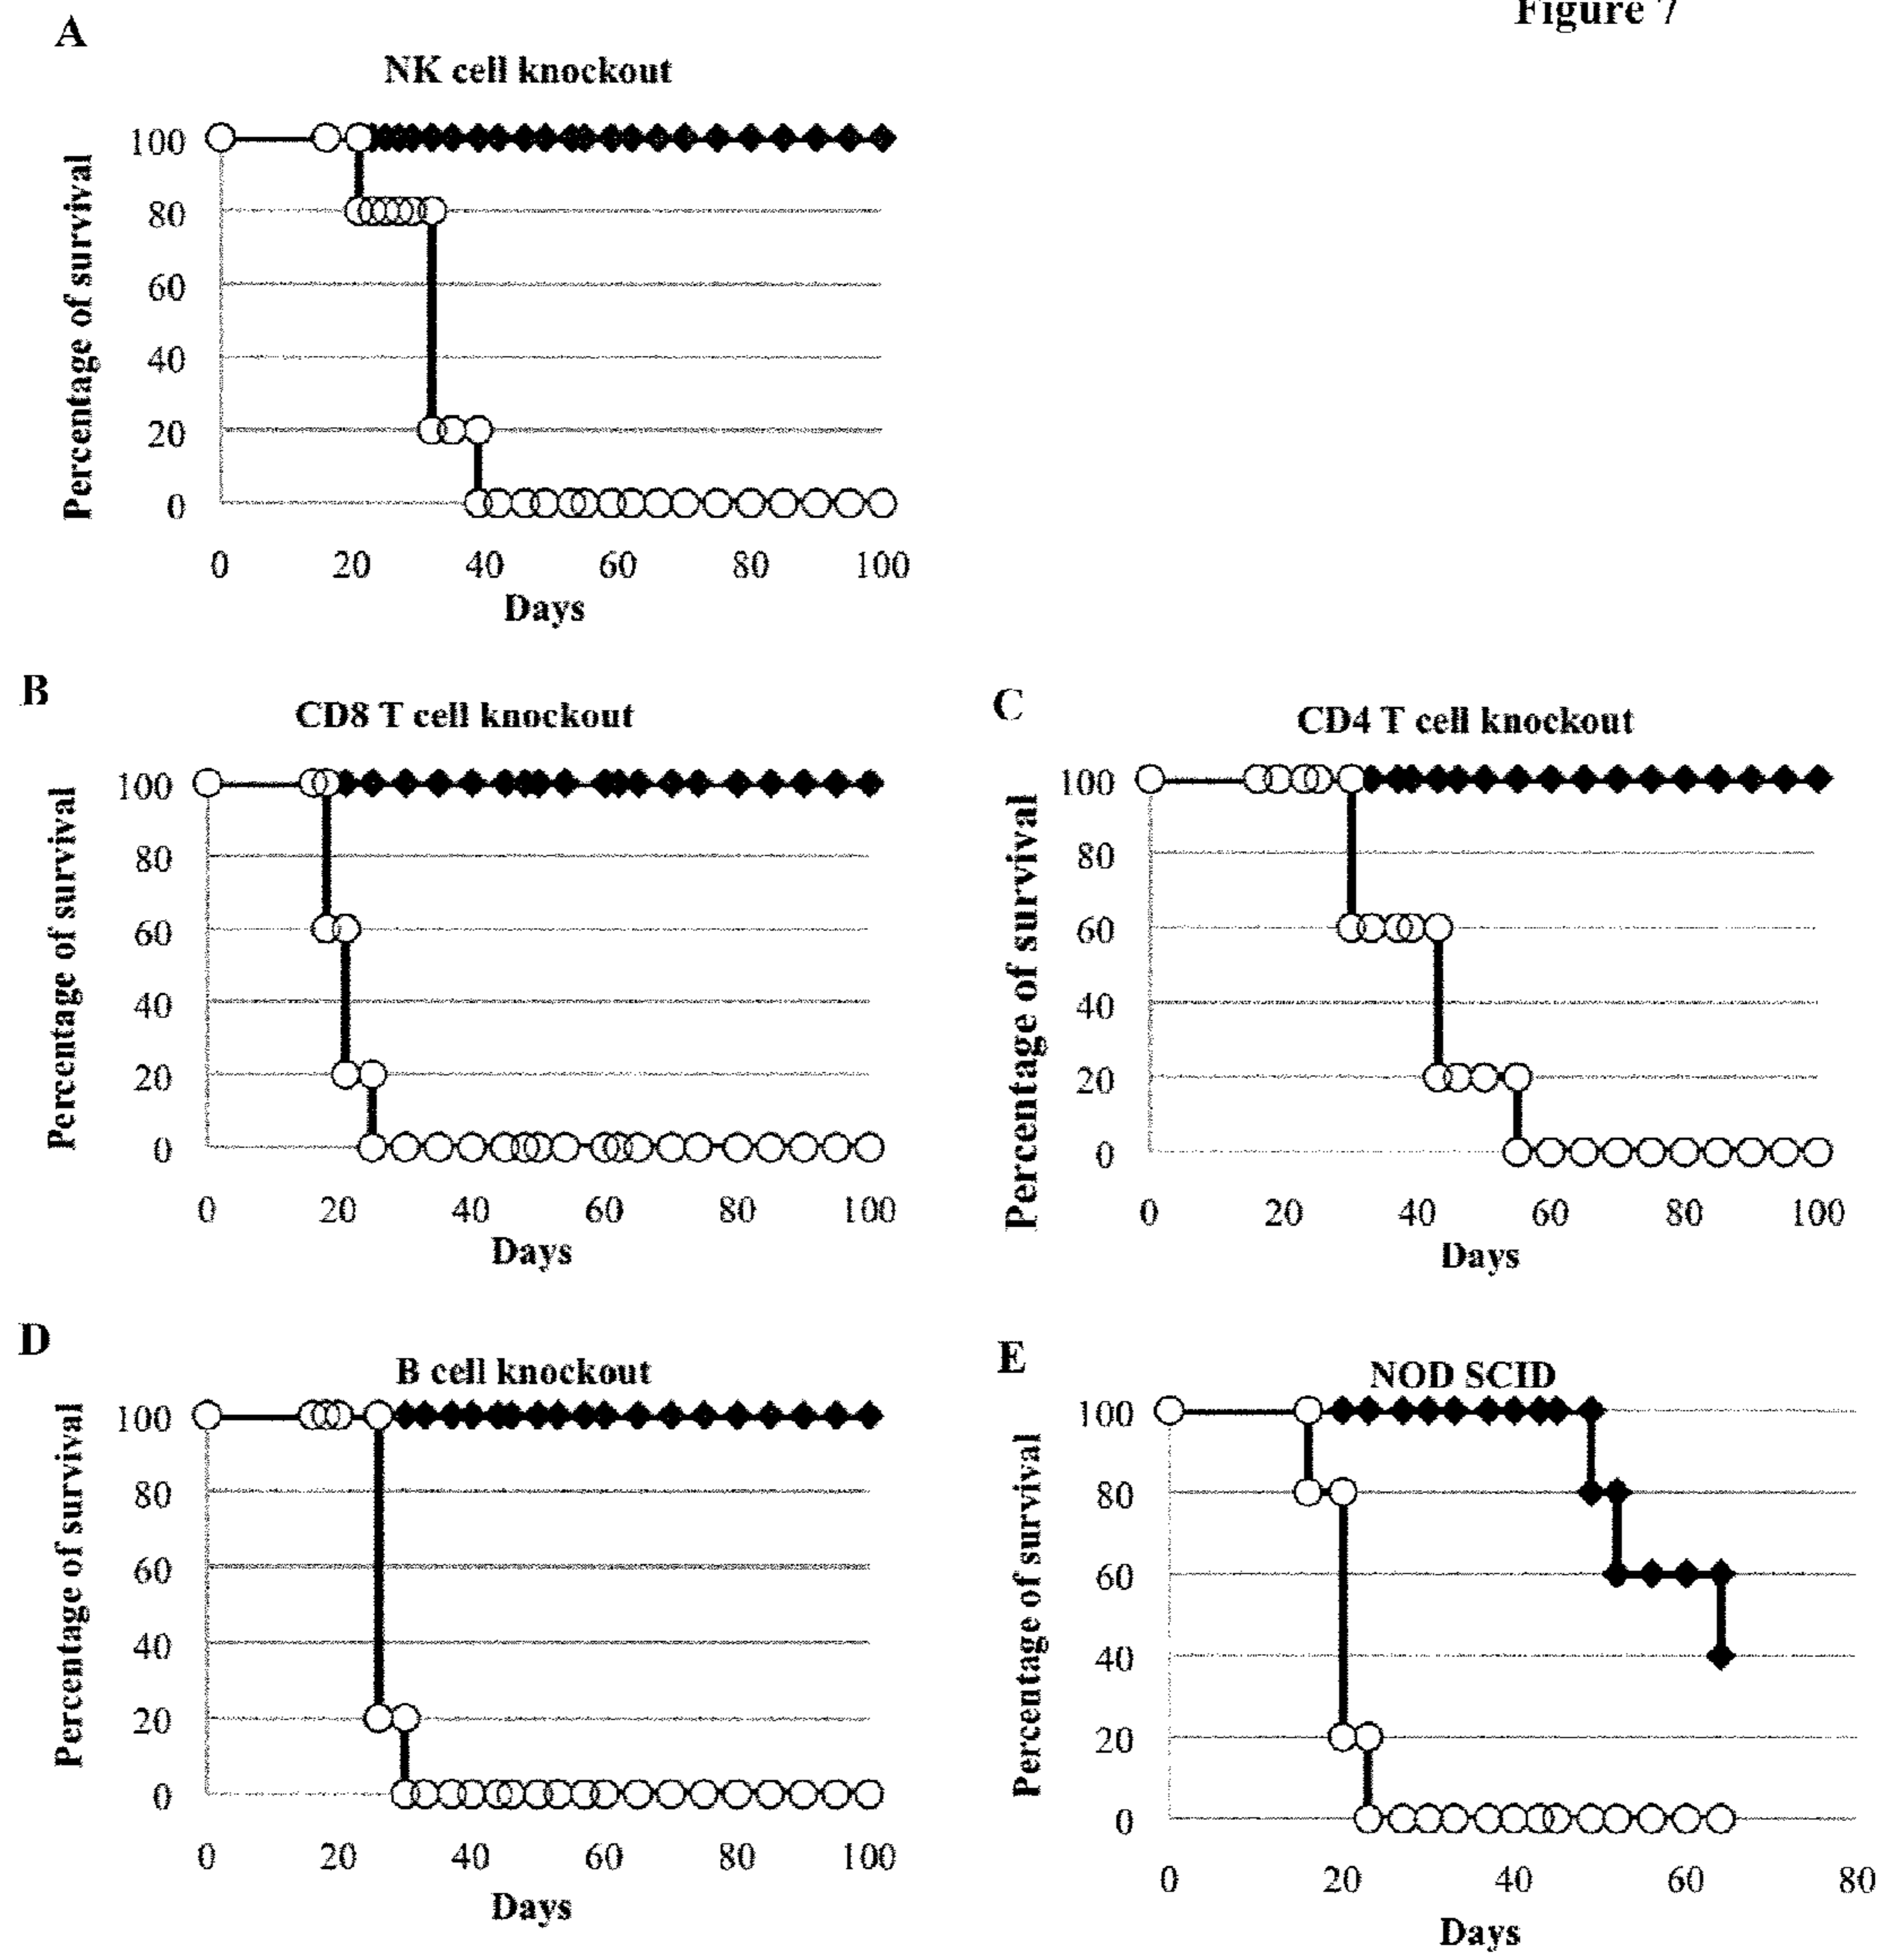 Figure 7
A
NK cell knockout
Percentage of survival
100
80
60
40
20
0
0 20 40 60 80 100
Days
B
CD8 T cell knockout
Percentage of survival
100
80
60
40
20
0
0 20 40 60 80 100
Days
C
CD4 T cell knockout
Percentage of survival
100
80
60
40
20
0
0 20 40 60 80 100
Days
D
B cell knockout
Percentage of survival
100
80
60
40
20
0
0 20 40 60 80 100
Days
E
NOD SCID
Percentage of survival
100
80
60
40
20
0
0 20 40 60 80
Days